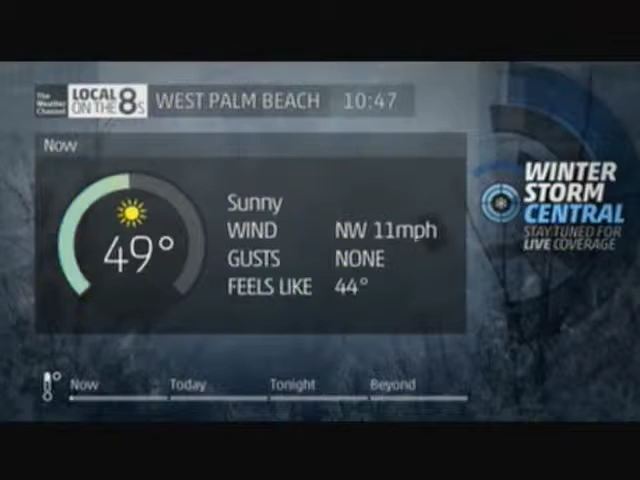 The
Weather
Channel
LOCAL
ON THE 8s
WEST PALM BEACH 10:47
Now
49°
Sunny
WIND NW 11mph
GUSTS NONE
FEELS LIKE 44°
WINTER
STORM
CENTRAL
STAY TUNED FOR
LIVE COVERAGE
Now Today Tonight Beyond